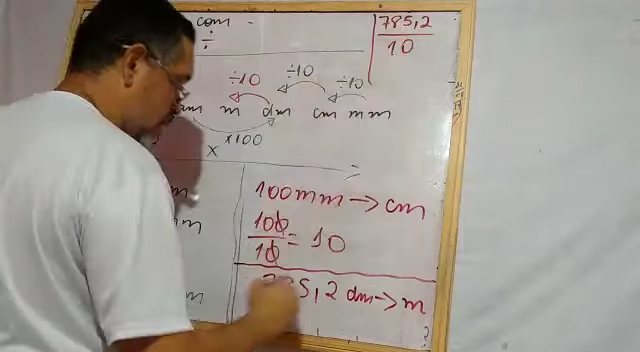 com -
÷
785,2
10
÷10 ÷10 ÷10
m dm cm mm
x100
x
m
100mm → cm
100/10 = 10
m
5,2 dm → m